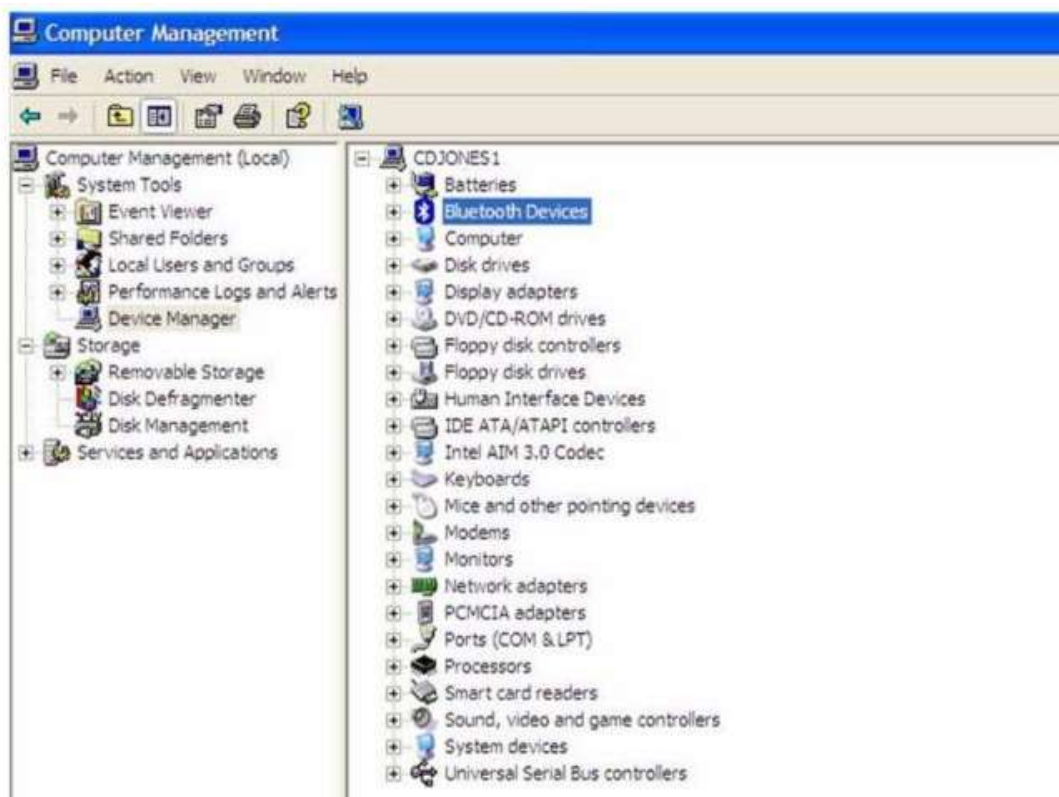 Computer Management
File Action View Window Help
Computer Management (Local)
System Tools
Event Viewer
Shared Folders
Local Users and Groups
Performance Logs and Alerts
Device Manager
Storage
Removable Storage
Disk Defragmenter
Disk Management
Services and Applications
CDJONES1
Batteries
Bluetooth Devices
Computer
Disk drives
Display adapters
DVD/CD-ROM drives
Floppy disk controllers
Floppy disk drives
Human Interface Devices
IDE ATA/ATAPI controllers
Intel AIM 3.0 Codec
Keyboards
Mice and other pointing devices
Modems
Monitors
Network adapters
PCMCIA adapters
Ports (COM & LPT)
Processors
Smart card readers
Sound, video and game controllers
System devices
Universal Serial Bus controllers